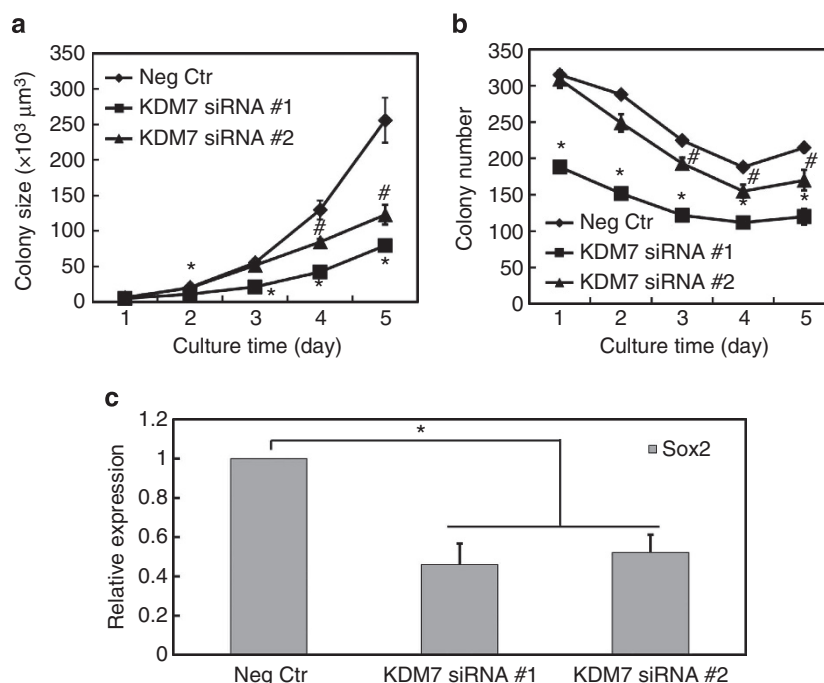 a
Colony size (×10³ μm³)
350
300
250
200
150
100
50
0
Neg Ctr
KDM7 siRNA #1
KDM7 siRNA #2
*
*
#
*
#
*
1 2 3 4 5
Culture time (day)
b
Colony number
350
300
250
200
150
100
50
0
*
*
#
*
#
*
#
*
Neg Ctr
KDM7 siRNA #1
KDM7 siRNA #2
1 2 3 4 5
Culture time (day)
c
Relative expression
1.2
1
0.8
0.6
0.4
0.2
0
*
Sox2
Neg Ctr KDM7 siRNA #1 KDM7 siRNA #2